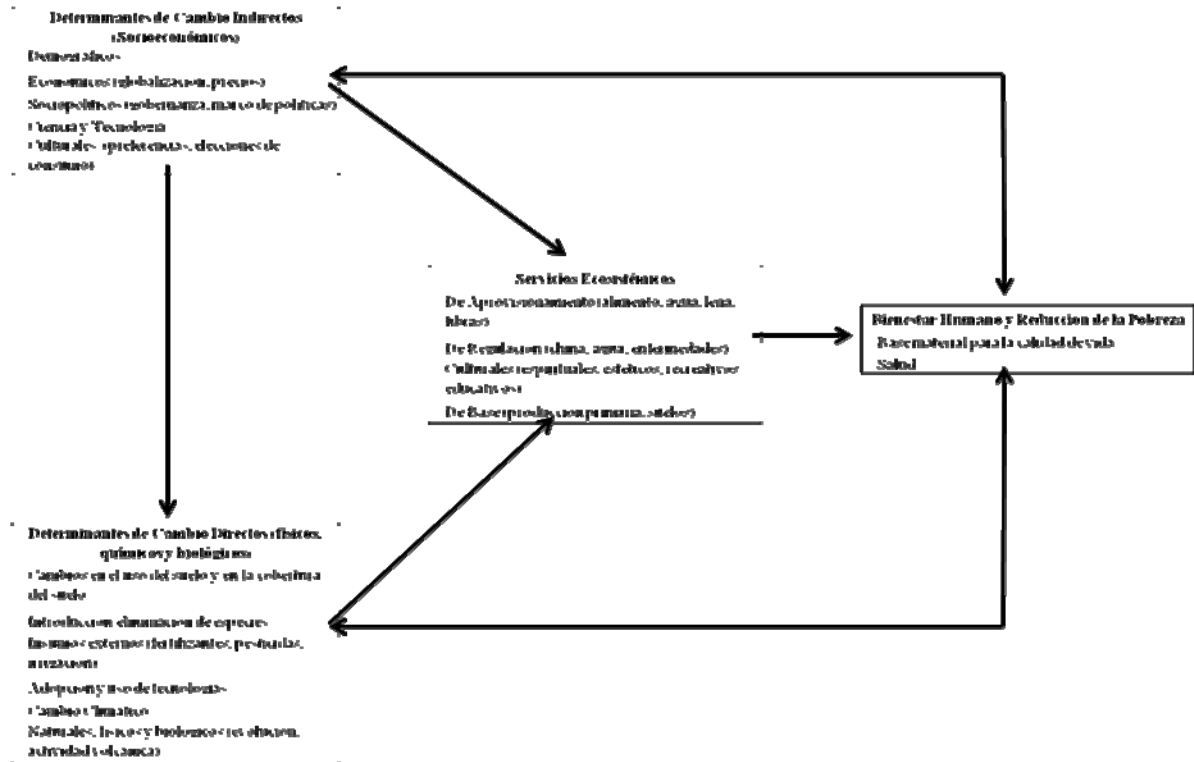 Determinantes de Cambio Indirectos
(Socioeconómicos)
Demográficos
Económicos (globalización, precios)
Sociopolíticos (gobernanza, marco de políticas)
Ciencia y Tecnología
Culturales (preferencias, elecciones de
consumo)
Servicios Ecosistémicos
De Aprovisionamiento (alimento, agua, lena,
fibras)
De Regulación (clima, agua, enfermedades)
Culturales (espirituales, estéticos, recreativos
educativos)
De Base (producción primaria, suelos)
Bienestar Humano y Reducción de la Pobreza
Base material para la calidad de vida
Salud
Determinantes de Cambio Directos (físicos,
químicos y biológicos)
Cambios en el uso del suelo y en la cobertura
del suelo
Introducción eliminación de especies
Insumos externos (fertilizantes, pesticidas,
irrigación)
Adopción y uso de tecnologías
Cambio Climático
Naturales, físicos y biológicos (evolución,
actividad volcánica)